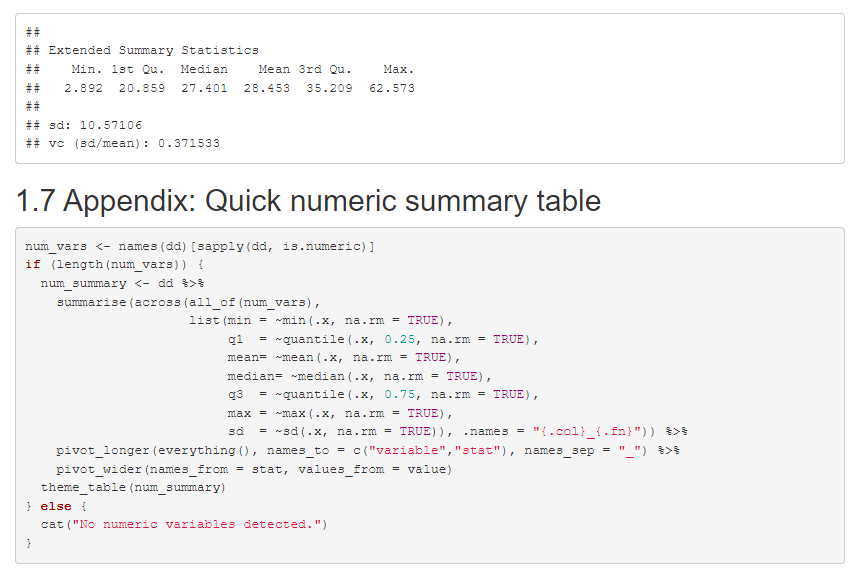 ##
## Extended Summary Statistics
##    Min. 1st Qu.  Median    Mean 3rd Qu.    Max.
##   2.892  20.859  27.401  28.453  35.209  62.573
##
## sd: 10.57106
## vc (sd/mean): 0.371533
1.7 Appendix: Quick numeric summary table
num_vars <- names(dd)[sapply(dd, is.numeric)]
if (length(num_vars)) {
  num_summary <- dd %>%
    summarise(across(all_of(num_vars),
                     list(min = ~min(.x, na.rm = TRUE),
                          q1  = ~quantile(.x, 0.25, na.rm = TRUE),
                          mean= ~mean(.x, na.rm = TRUE),
                          median= ~median(.x, na.rm = TRUE),
                          q3  = ~quantile(.x, 0.75, na.rm = TRUE),
                          max = ~max(.x, na.rm = TRUE),
                          sd  = ~sd(.x, na.rm = TRUE)), .names = "{.col}_{.fn}")) %>%
    pivot_longer(everything(), names_to = c("variable","stat"), names_sep = "_") %>%
    pivot_wider(names_from = stat, values_from = value)
  theme_table(num_summary)
} else {
  cat("No numeric variables detected.")
}